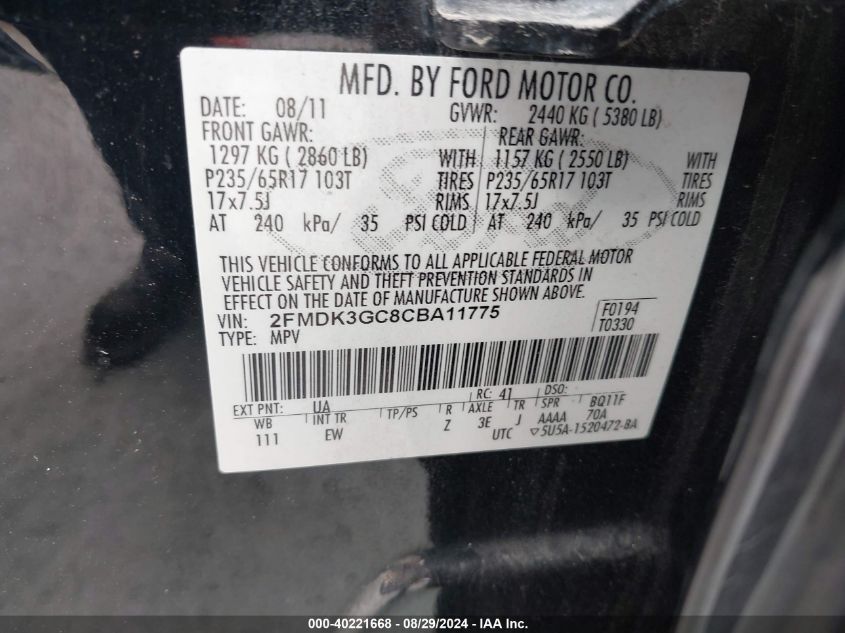 MFD. BY FORD MOTOR CO.
DATE: 08/11 GVWR: 2440 KG ( 5380 LB)
FRONT GAWR: REAR GAWR:
1297 KG ( 2860 LB) WITH 1157 KG ( 2550 LB) WITH
P235/65R17 103T TIRES P235/65R17 103T TIRES
17x7.5J RIMS 17x7.5J RIMS
AT 240 kPa/ 35 PSI COLD AT 240 kPa/ 35 PSI COLD
THIS VEHICLE CONFORMS TO ALL APPLICABLE FEDERAL MOTOR
VEHICLE SAFETY AND THEFT PREVENTION STANDARDS IN
EFFECT ON THE DATE OF MANUFACTURE SHOWN ABOVE.
VIN: 2FMDK3GC8CBA11775 F0194
TYPE: MPV T0330
EXT PNT: UA RC: 41 DSO:
WB INT TR TP/PS R AXLE TR SPR BQ11F
111 EW Z 3E J AAAA 70A
UTC ▽5U5A-1520472-BA
000-40221668 - 08/29/2024 - IAAI - www.iaai.com.